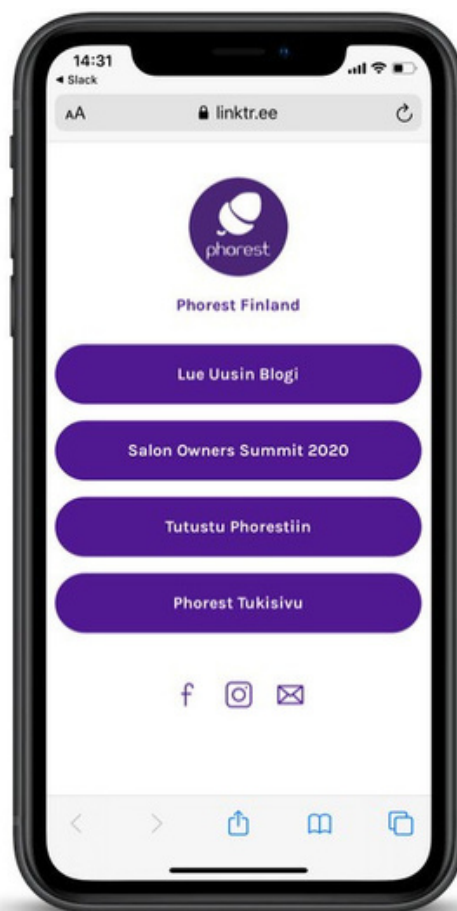 14:31
◀ Slack
AA
linktr.ee
phorest
Phorest Finland
Lue Uusin Blogi
Salon Owners Summit 2020
Tutustu Phorestiin
Phorest Tukisivu